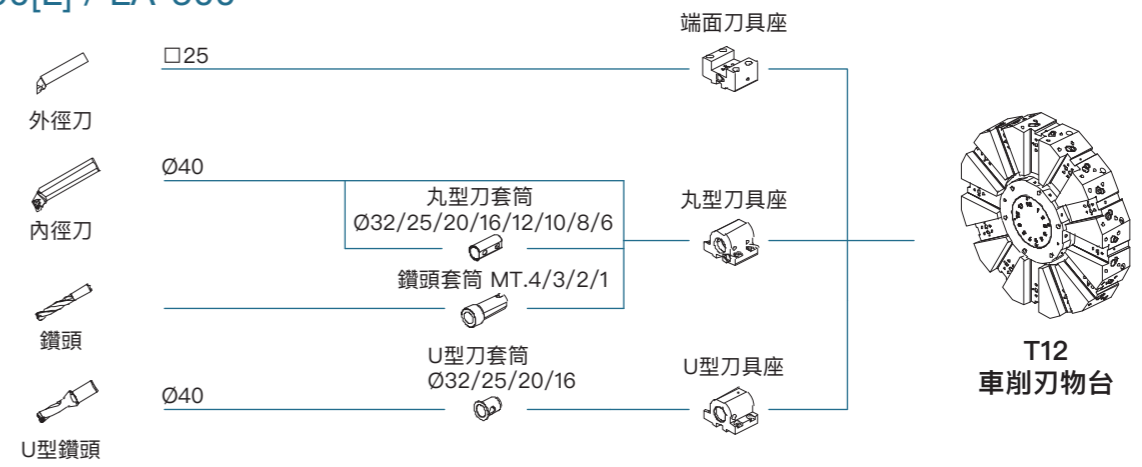 端面刀具座
□25
外徑刀
Ø40
丸型刀套筒
Ø32/25/20/16/12/10/8/6
丸型刀具座
內徑刀
鑽頭套筒 MT.4/3/2/1
鑽頭
U型刀套筒
Ø32/25/20/16
U型刀具座
Ø40
U型鑽頭
T12
車削刃物台